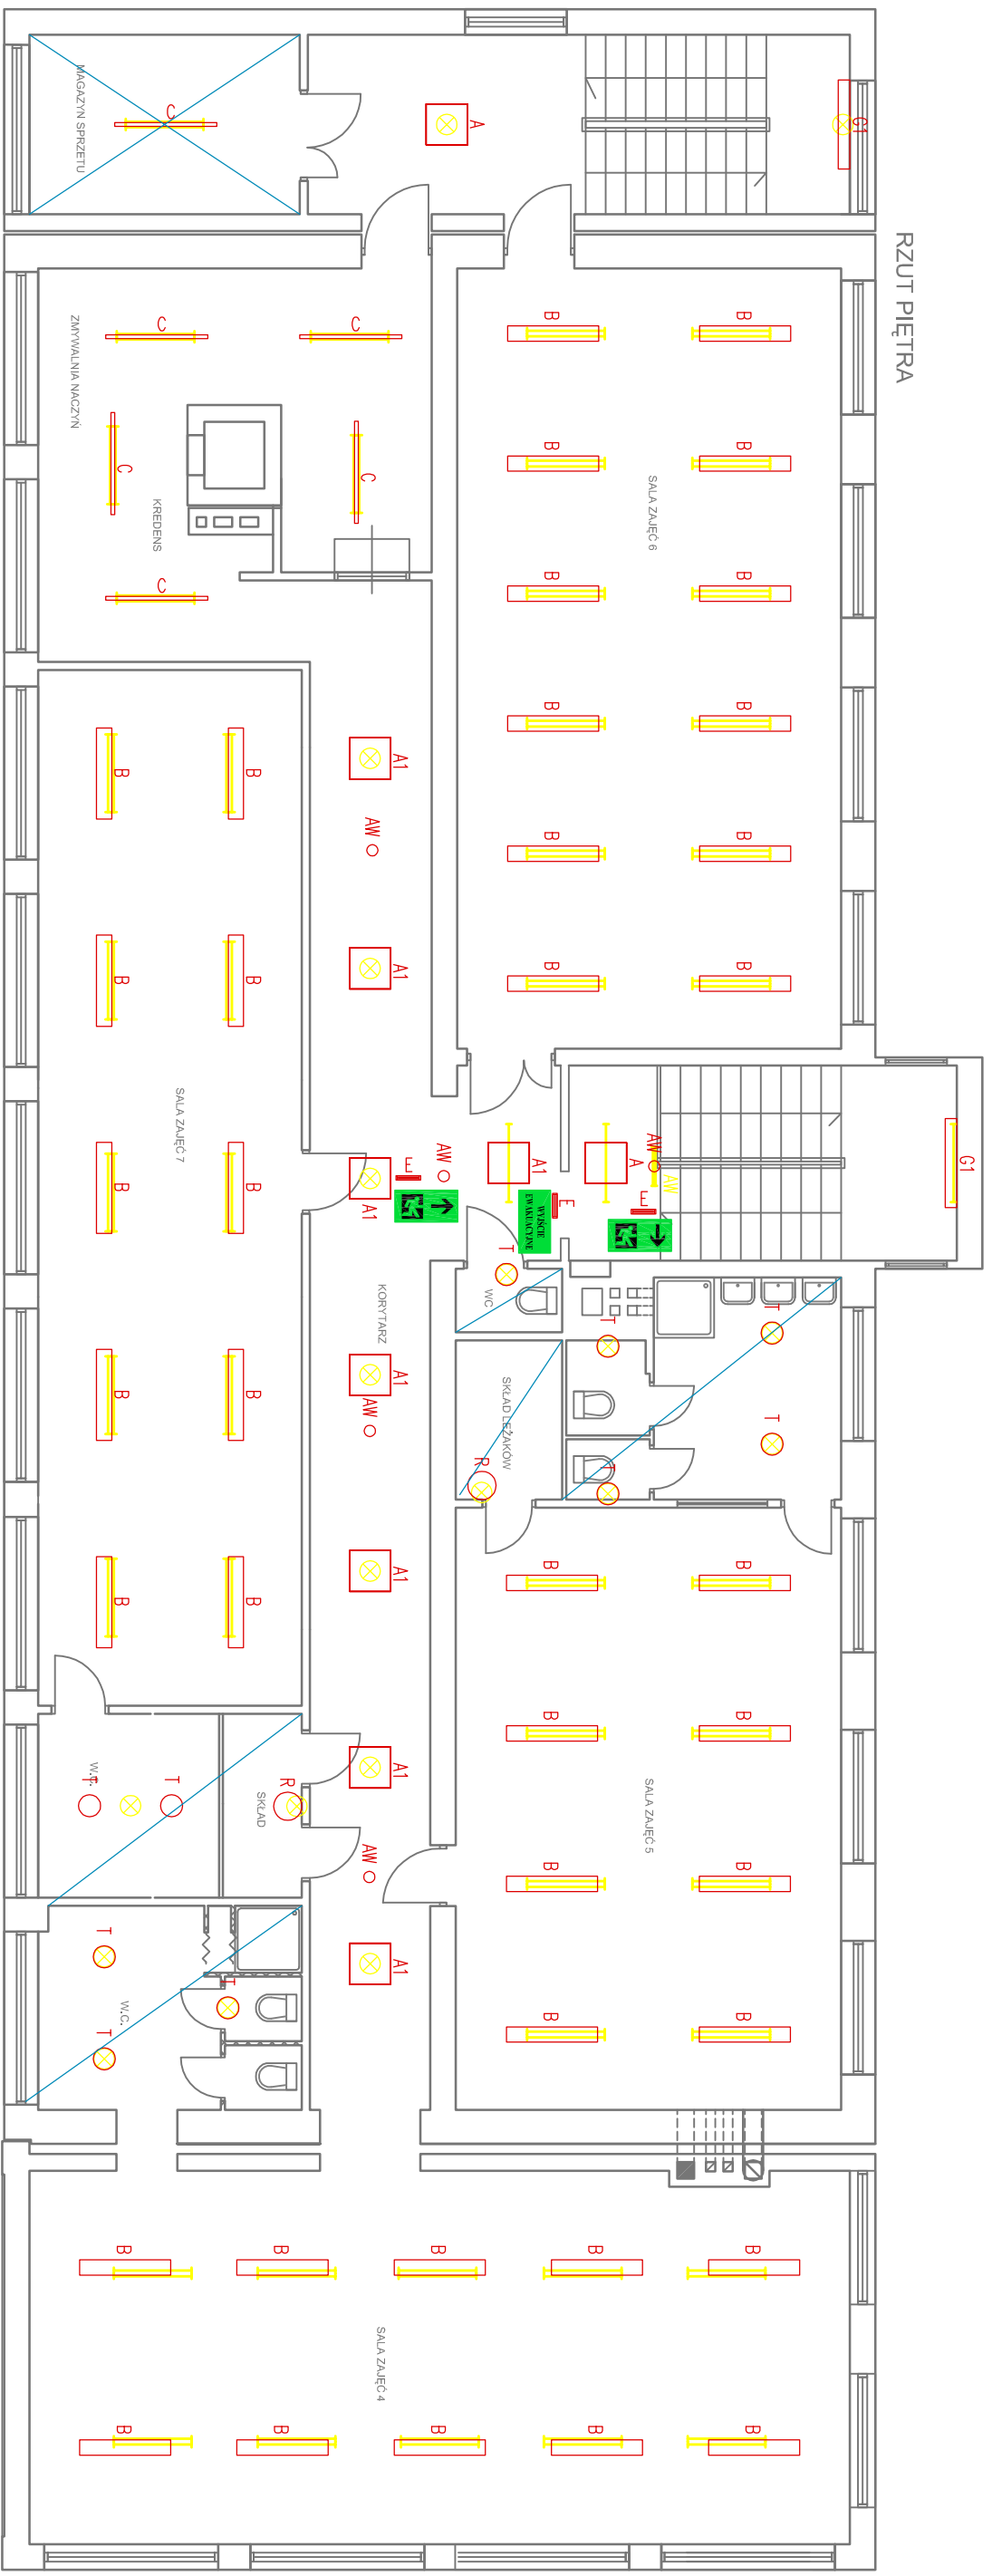 RZUT PIĘTRA
G1
G1
A
C
MAGAZYN SPRZETU
B B B B B B
SALA ZAJĘĆ 6
B B B B B B
C C
C
C
C
ZMYWALNIA NACZYŃ
KREDENS
AW
AW
A
E
A1
E
WYJŚCIE
EWAKUACYJNE
AW
E
T T
T T
T
WC
SKŁAD LEŻAKÓW
R
B B B B
SALA ZAJĘĆ 5
B B B B
A1 A1 A1 A1 A1 A1 A1
AW AW AW
KORYTARZ
B B B B B
SALA ZAJĘĆ 7
B B B B B
SKŁAD
R
T
W.C.
T
T
W.C.
T T
B B
B B
B B
SALA ZAJĘĆ 4
B B
B B